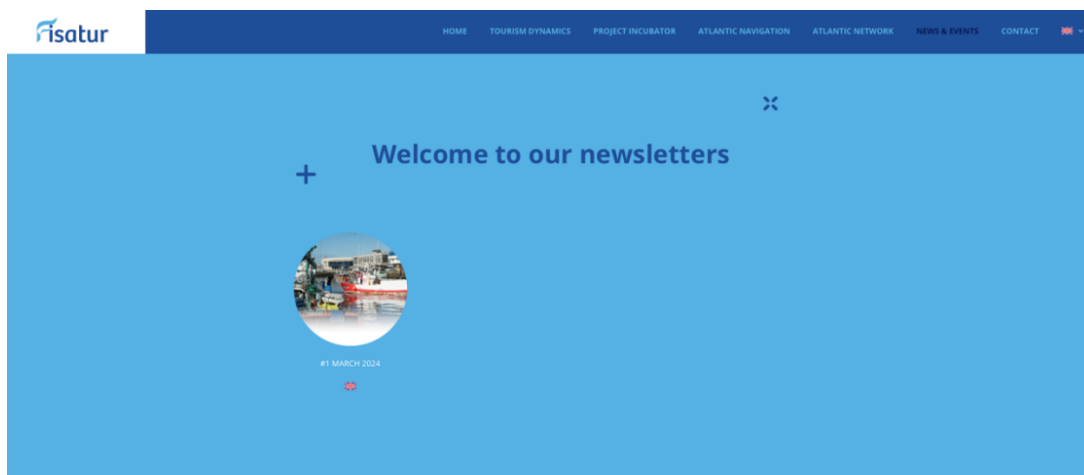 Fisatur
HOME TOURISM DYNAMICS PROJECT INCUBATOR ATLANTIC NAVIGATION ATLANTIC NETWORK NEWS & EVENTS CONTACT
Welcome to our newsletters
#1 MARCH 2024